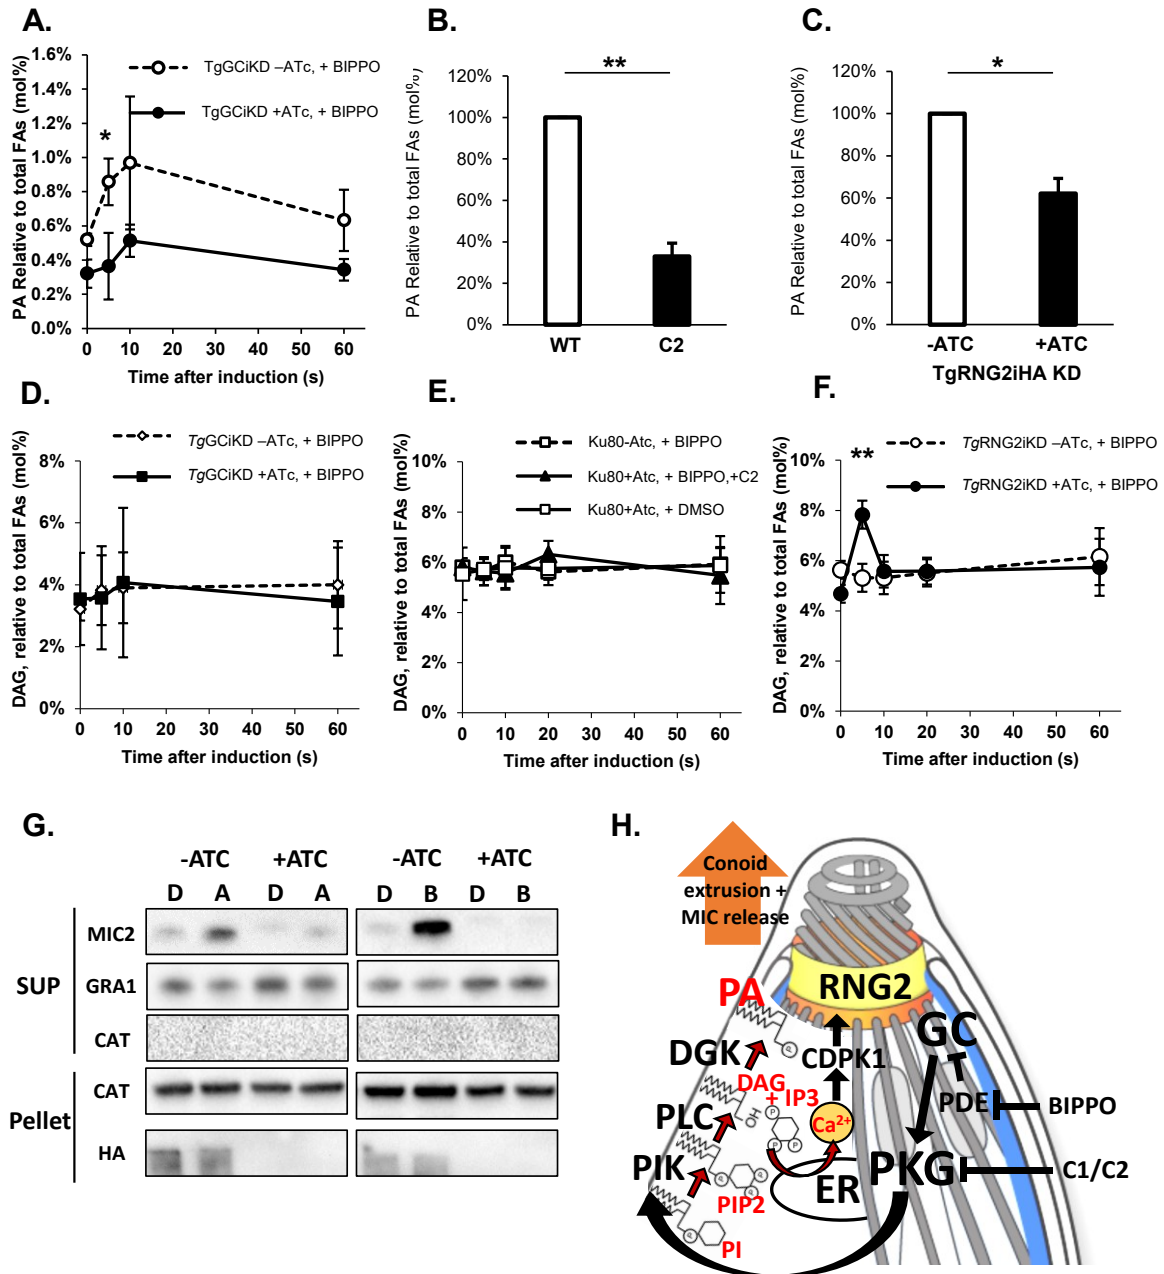 A.
PA Relative to total FAs (mol%)
1.6%
1.4%
1.2%
1.0%
0.8%
0.6%
0.4%
0.2%
0.0%
TgGCiKD –ATc, + BIPPO
TgGCiKD +ATc, + BIPPO
*
0 10 20 30 40 50 60
Time after induction (s)
B.
PA Relative to total FAs (mol%)
120%
100%
80%
60%
40%
20%
0%
**
WT C2
C.
PA Relative to total FAs (mol%)
120%
100%
80%
60%
40%
20%
0%
*
-ATC +ATC
TgRNG2iHA KD
D.
DAG, relative to total FAs (mol%)
8%
6%
4%
2%
0%
TgGCiKD –ATc, + BIPPO
TgGCiKD +ATc, + BIPPO
0 10 20 30 40 50 60
Time after induction (s)
E.
DAG, relative to total FAs (mol%)
10%
8%
6%
4%
2%
0%
Ku80-Atc, + BIPPO
Ku80+Atc, + BIPPO,+C2
Ku80+Atc, + DMSO
0 10 20 30 40 50 60
Time after induction (s)
F.
DAG, relative to total FAs (mol%)
10%
8%
6%
4%
2%
0%
TgRNG2iKD –ATc, + BIPPO
TgRNG2iKD +ATc, + BIPPO
**
0 10 20 30 40 50 60
Time after induction (s)
G.
-ATC +ATC -ATC +ATC
D A D A D B D B
SUP
MIC2
GRA1
CAT
Pellet
CAT
HA
H.
Conoid
extrusion +
MIC release
PA
RNG2
GC
DGK
CDPK1
DAG
+ IP3
PDE
BIPPO
PLC
OH
Ca2+
P
P P
PIK
PKG
C1/C2
ER
P
P
P
PIP2
P
PI
P